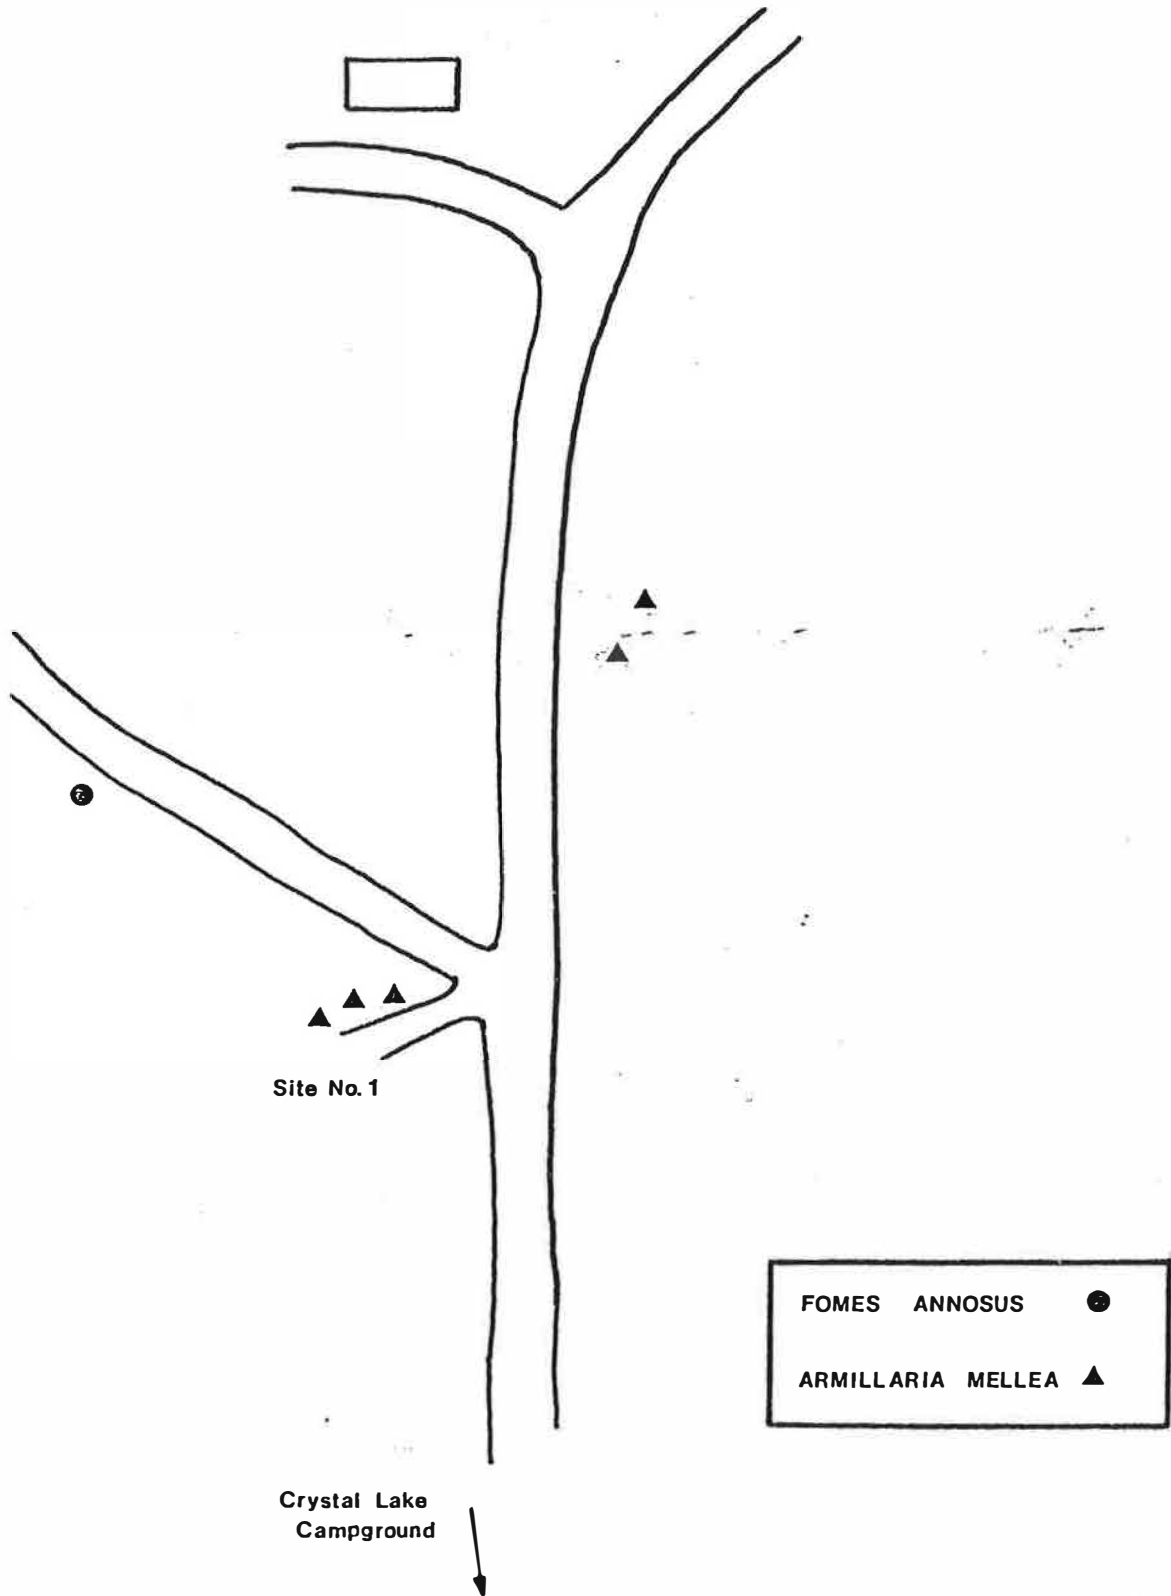 Site No. 1
FOMES ANNOSUS
ARMILLARIA MELLEA
Crystal Lake
Campground